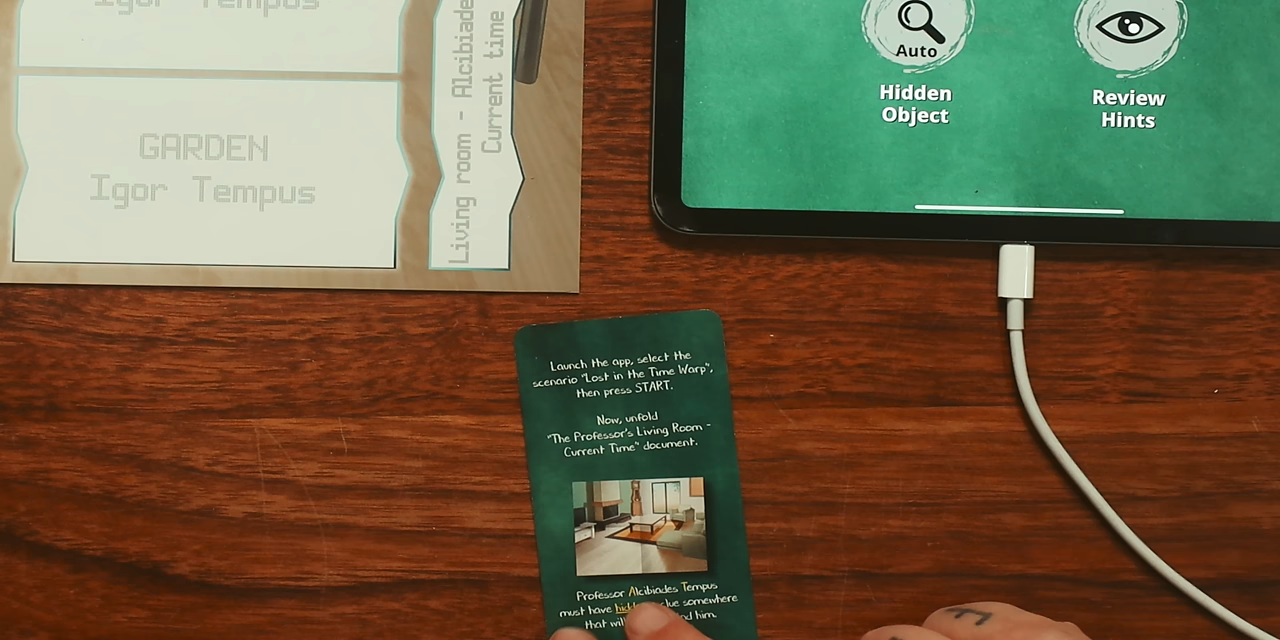 Igor Tempus
GARDEN
Igor Tempus
Living room - Alcibiade
Current time
Auto
Hidden
Object
Review
Hints
Launch the app, select the
scenario "Lost in the Time Warp",
then press START.
Now, unfold
"The Professor's Living Room -
Current Time" document.
Professor Alcibiades Tempus
must have clue somewhere
that him.